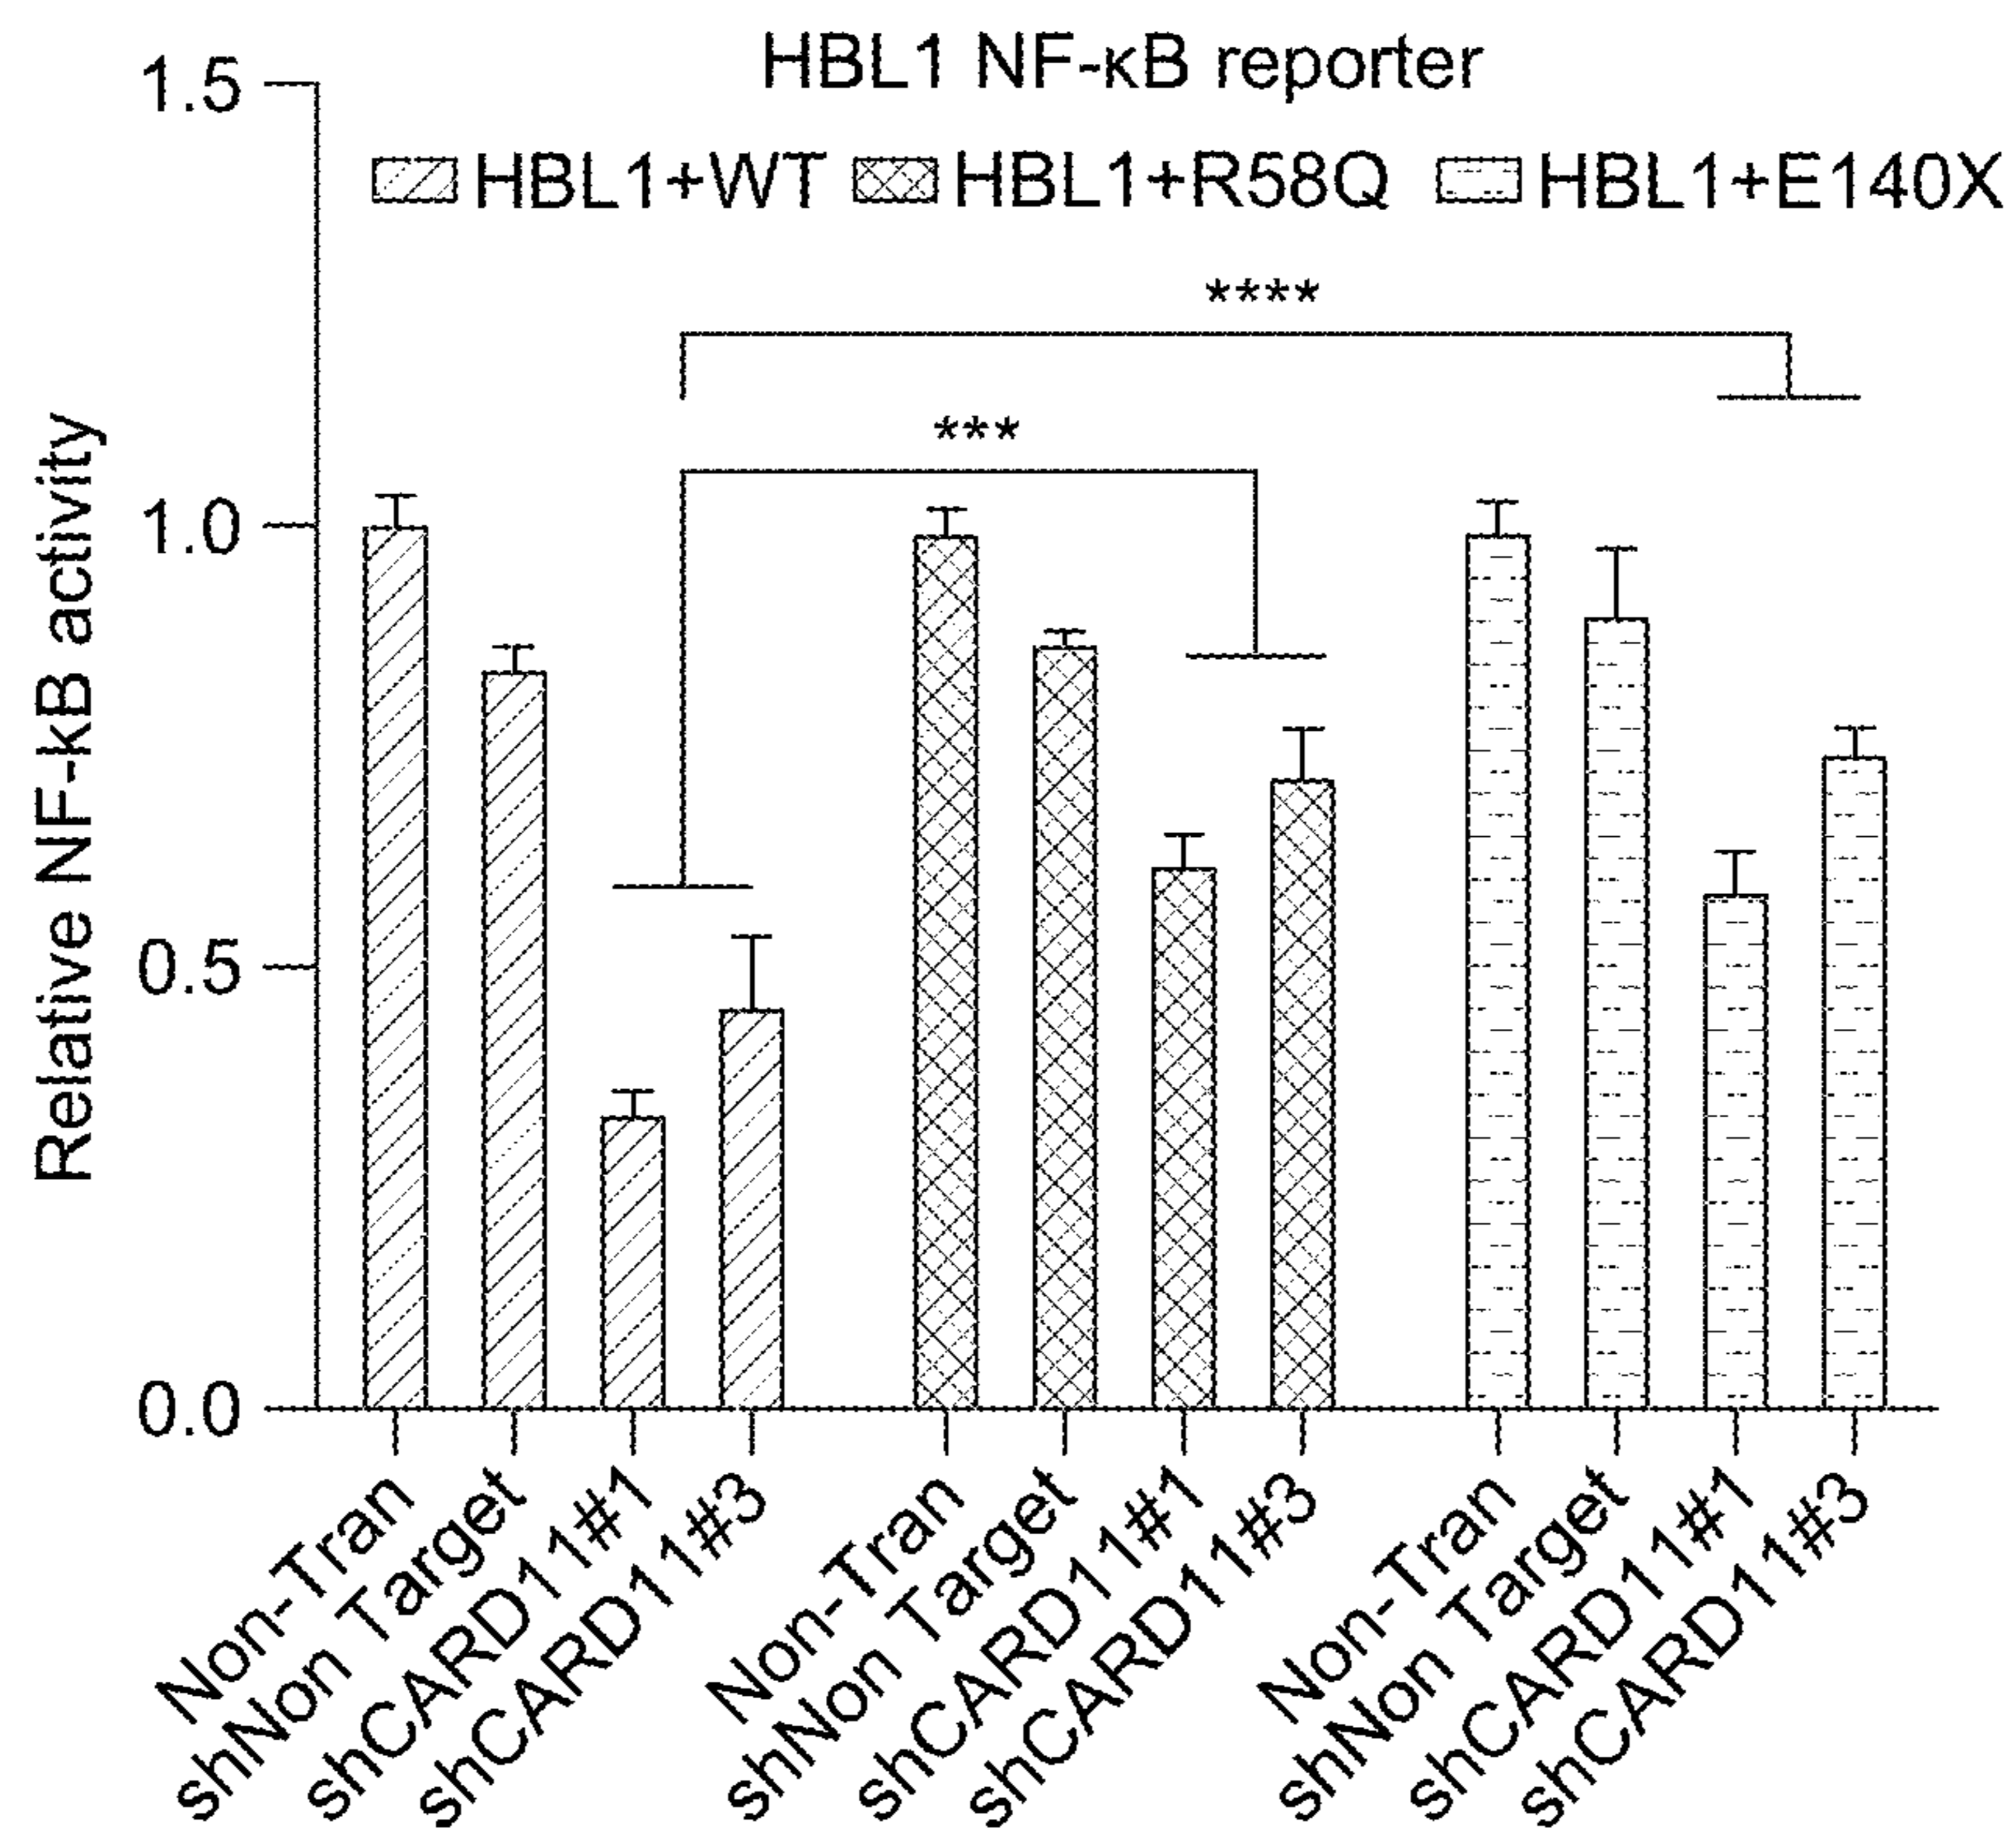 HBL1 NF-κB reporter
HBL1+WT HBL1+R58Q HBL1+E140X
****
***
Relative NF-kB activity
1.5
1.0
0.5
0.0
Non-Tran
shNon Target
shCARD11#1
shCARD11#3
Non-Tran
shNon Target
shCARD11#1
shCARD11#3
Non-Tran
shNon Target
shCARD11#1
shCARD11#3